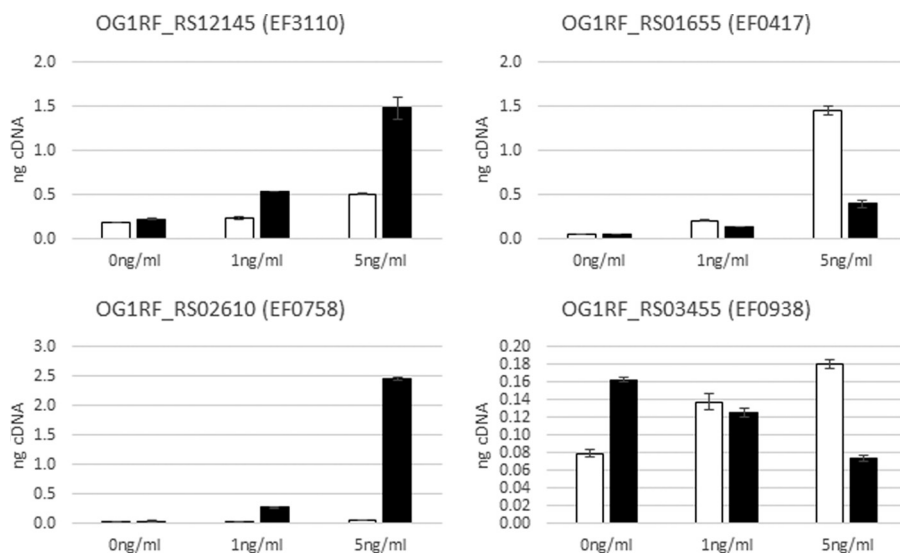 OG1RF_RS12145 (EF3110)
2.0
1.5
1.0
0.5
0.0
ng cDNA
0ng/ml 1ng/ml 5ng/ml
OG1RF_RS01655 (EF0417)
2.0
1.5
1.0
0.5
0.0
ng cDNA
0ng/ml 1ng/ml 5ng/ml
OG1RF_RS02610 (EF0758)
3.0
2.5
2.0
1.5
1.0
0.5
0.0
ng cDNA
0ng/ml 1ng/ml 5ng/ml
OG1RF_RS03455 (EF0938)
0.20
0.18
0.16
0.14
0.12
0.10
0.08
0.06
0.04
0.02
0.00
ng cDNA
0ng/ml 1ng/ml 5ng/ml